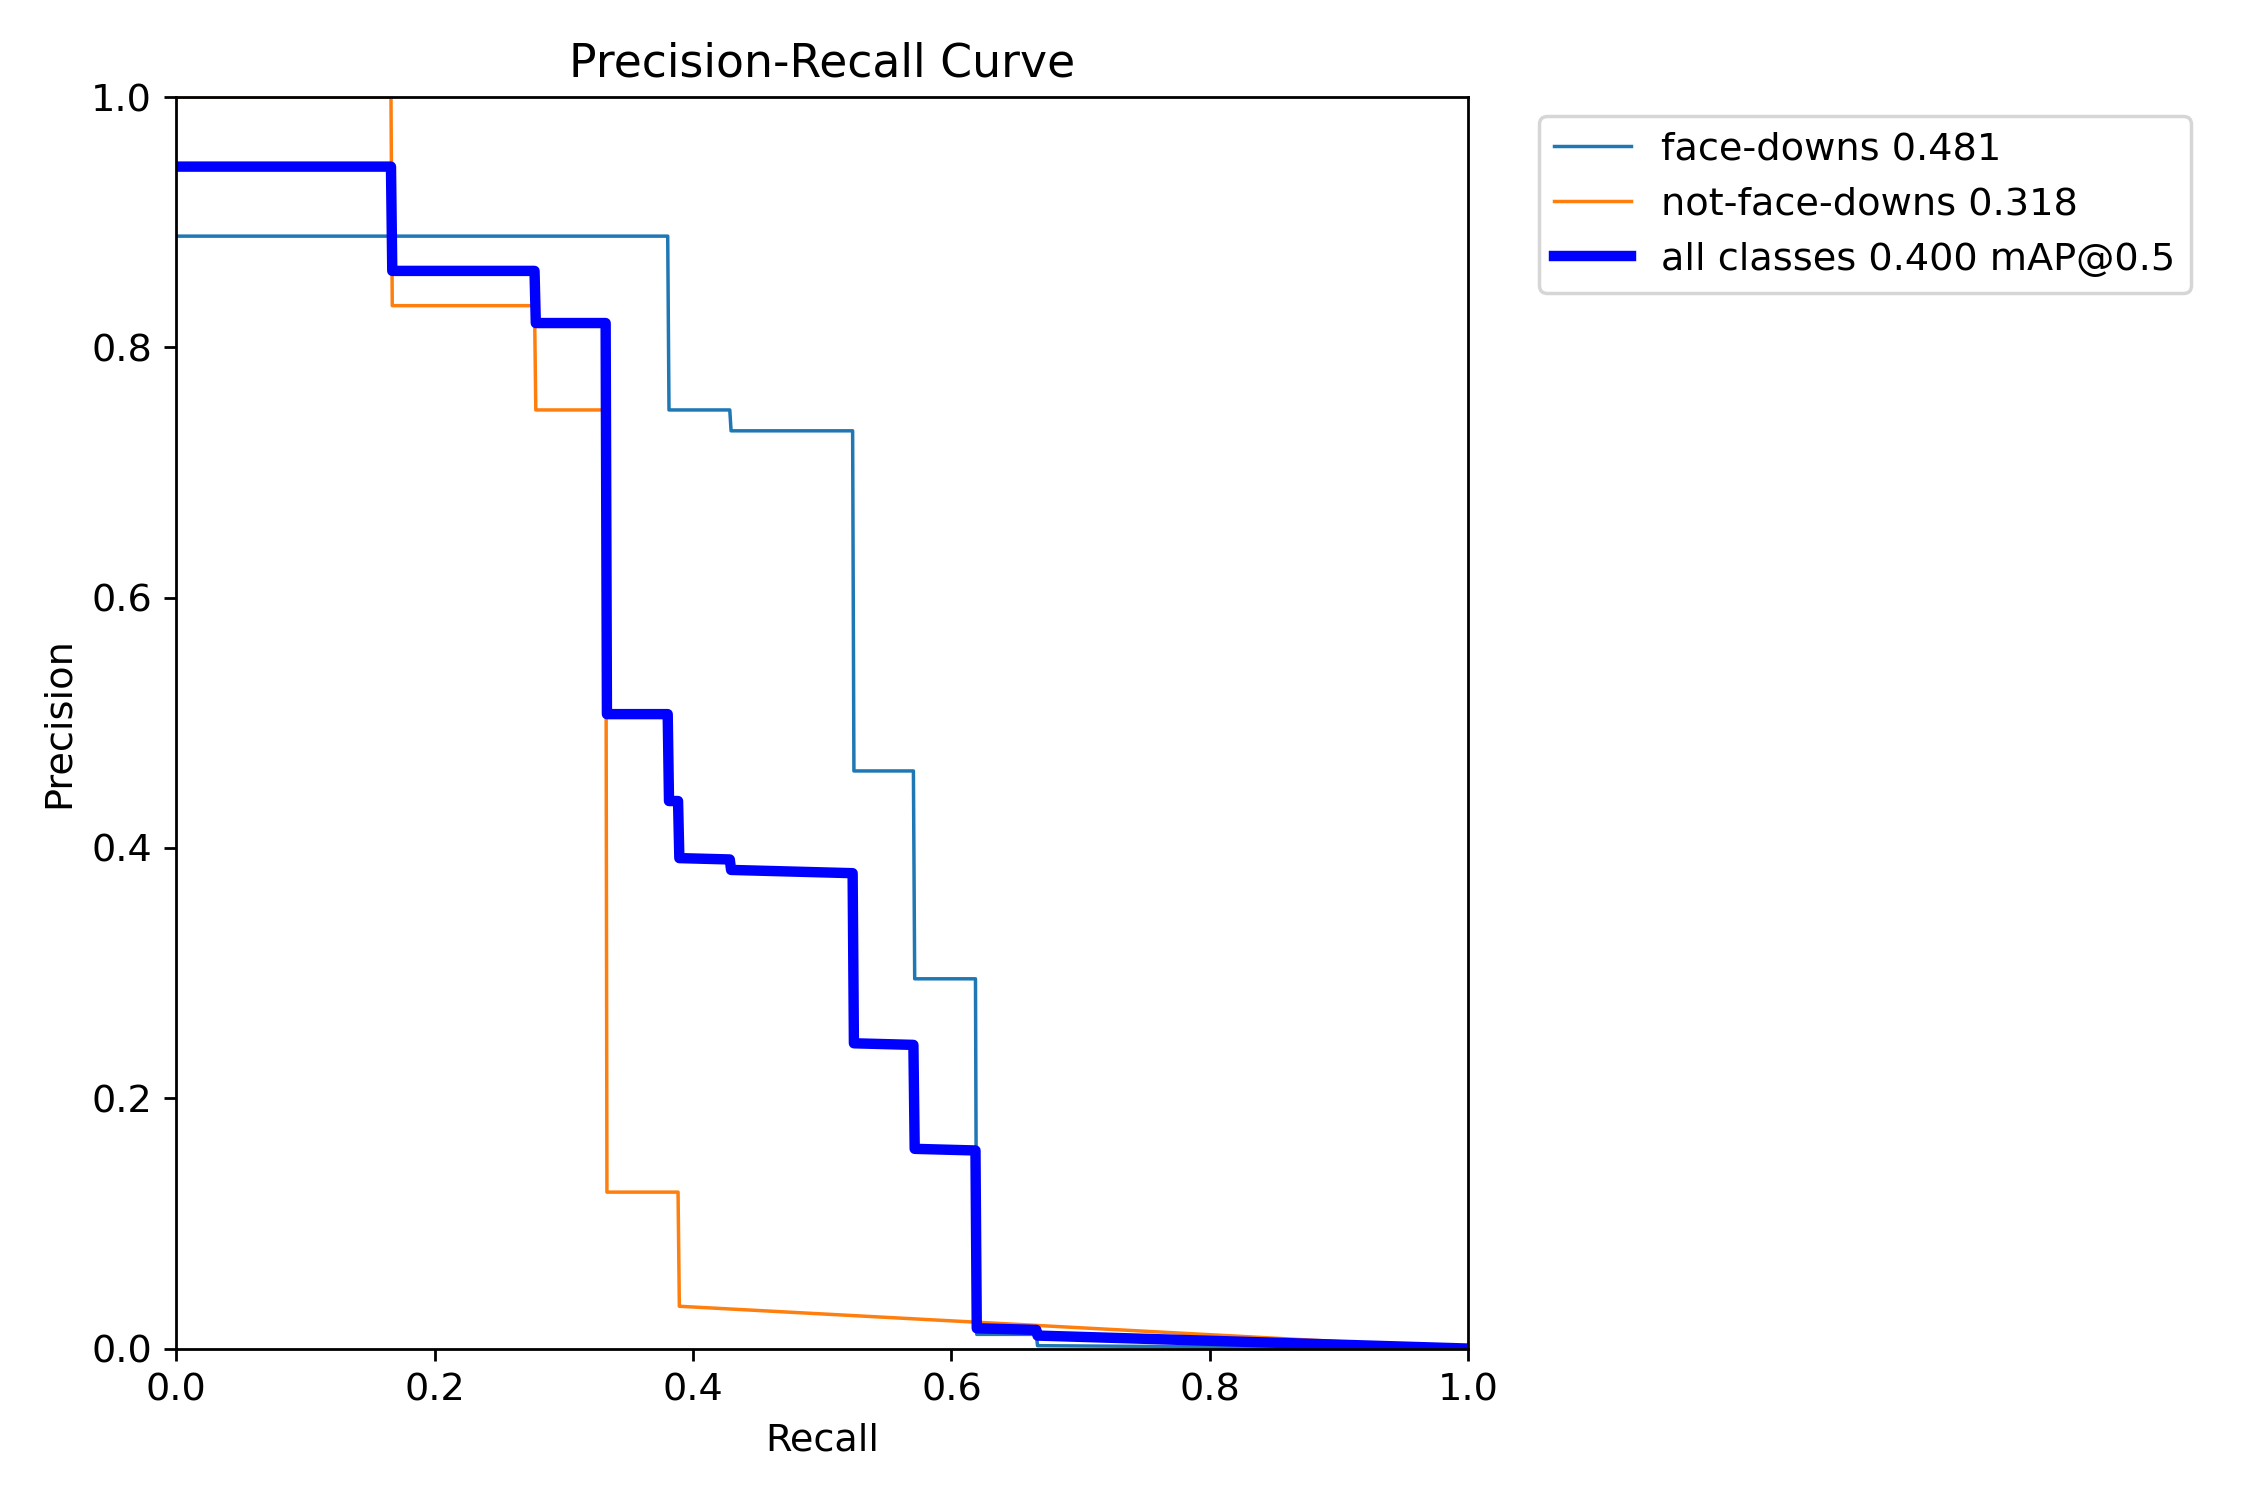 Precision-Recall Curve
1.0
0.8
0.6
0.4
0.2
0.0
Precision
0.0 0.2 0.4 0.6 0.8 1.0
Recall
face-downs 0.481
not-face-downs 0.318
all classes 0.400 mAP@0.5